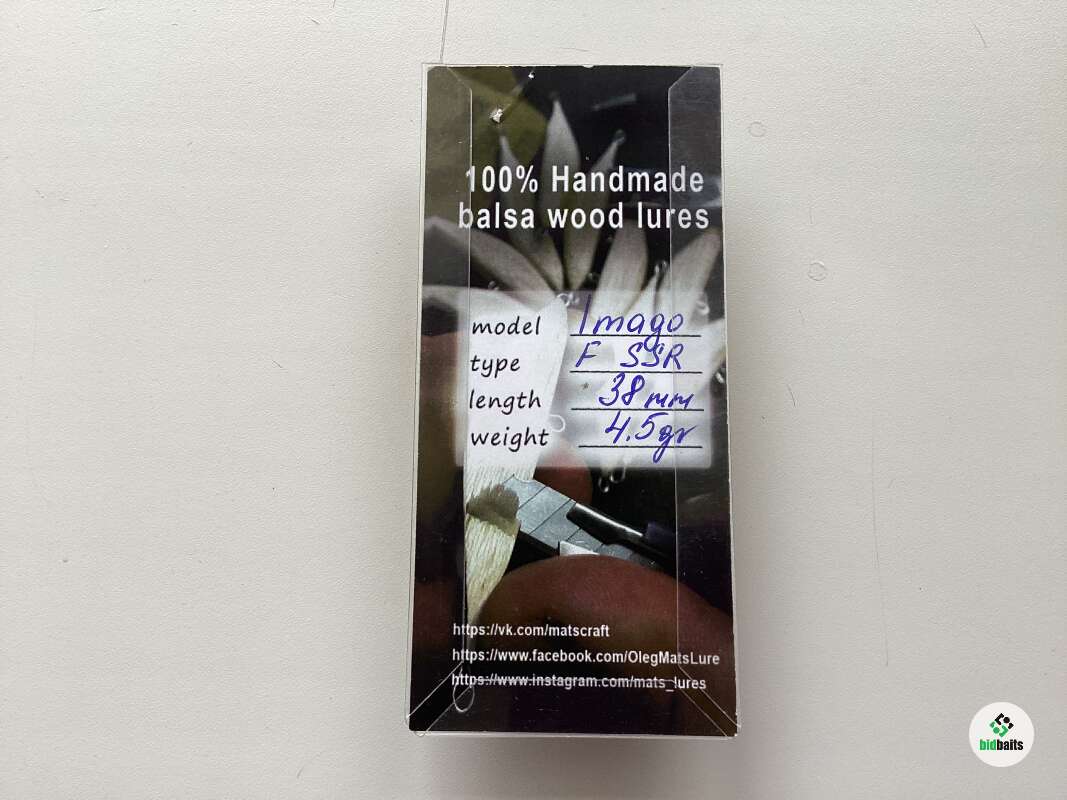 100% Handmade
balsa wood lures
model Imago
type F SSR
length 38mm
weight 4.5gr
https://vk.com/matscraft
https://www.facebook.com/OlegMatsLure
https://www.instagram.com/mats_lures
bidbaits